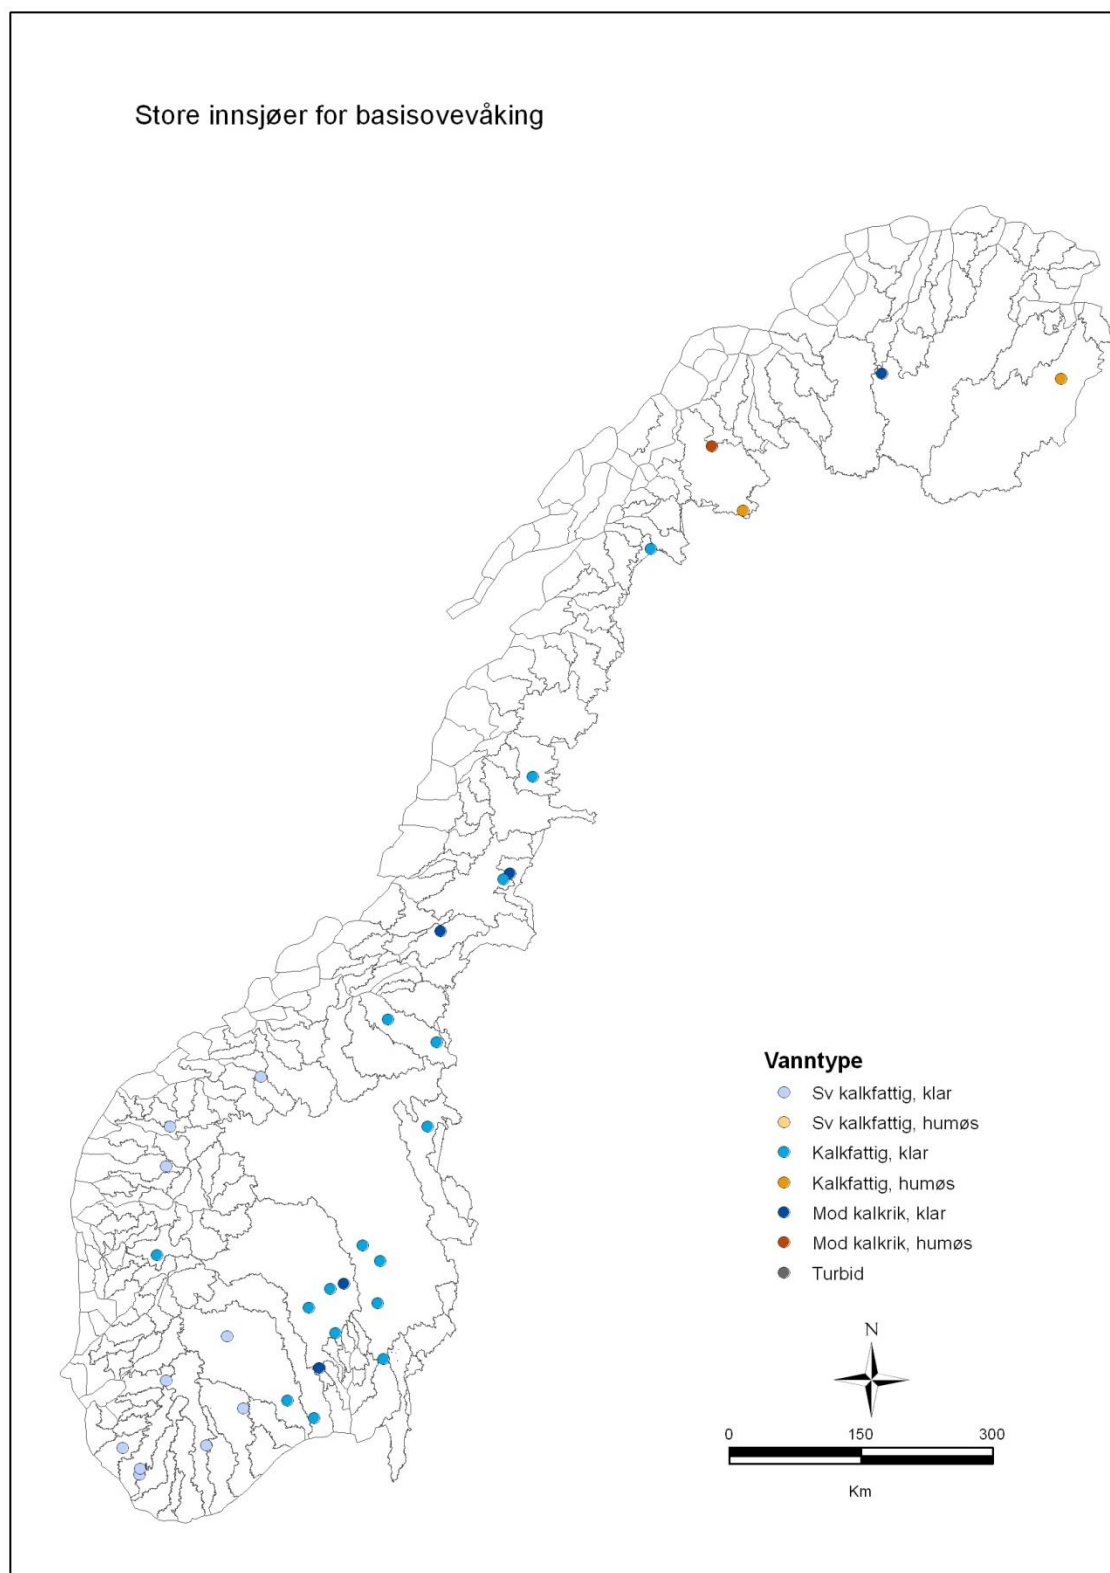 Store innsjøer for basisovevåking
Vanntype
Sv kalkfattig, klar
Sv kalkfattig, humøs
Kalkfattig, klar
Kalkfattig, humøs
Mod kalkrik, klar
Mod kalkrik, humøs
Turbid
N
0 150 300
Km